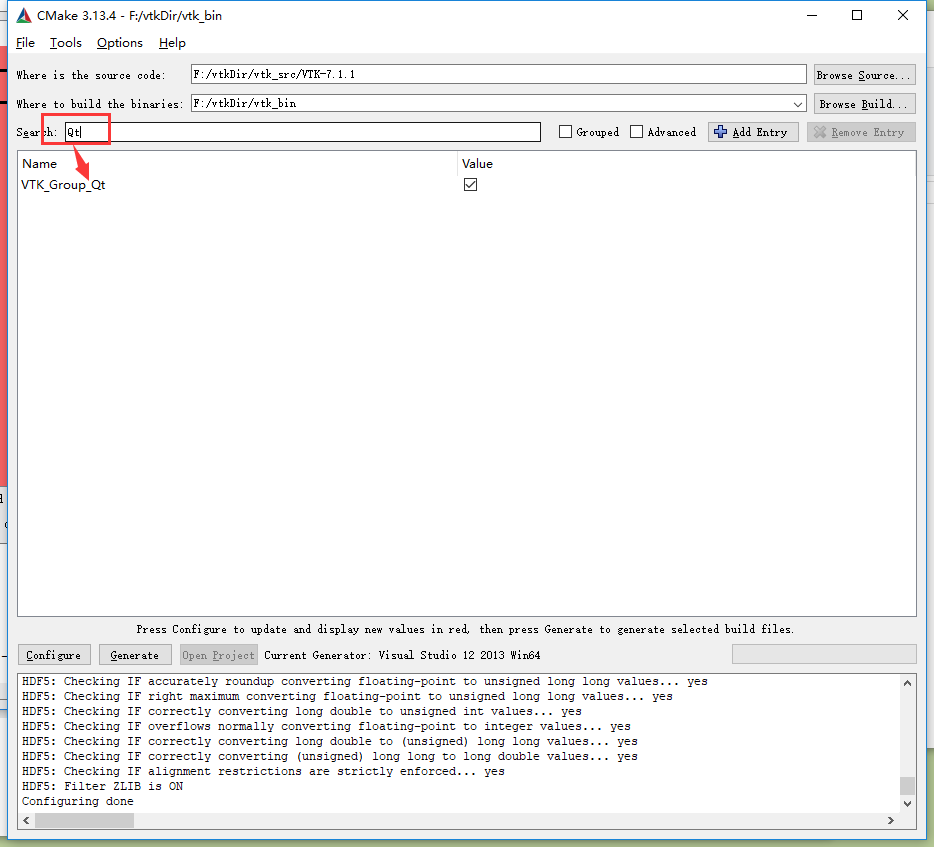 CMake 3.13.4 - F:/vtkDir/vtk_bin
File Tools Options Help
Where is the source code: F:/vtkDir/vtk_src/VTK-7.1.1 Browse Source...
Where to build the binaries: F:/vtkDir/vtk_bin Browse Build...
Search: Qt Grouped Advanced Add Entry Remove Entry
Name Value
VTK_Group_Qt
Press Configure to update and display new values in red, then press Generate to generate selected build files.
Configure Generate Open Project Current Generator: Visual Studio 12 2013 Win64
HDF5: Checking IF accurately roundup converting floating-point to unsigned long long values... yes
HDF5: Checking IF right maximum converting floating-point to unsigned long long values... yes
HDF5: Checking IF correctly converting long double to unsigned int values... yes
HDF5: Checking IF overflows normally converting floating-point to integer values... yes
HDF5: Checking IF correctly converting long double to (unsigned) long long values... yes
HDF5: Checking IF correctly converting (unsigned) long long to long double values... yes
HDF5: Checking IF alignment restrictions are strictly enforced... yes
HDF5: Filter ZLIB is ON
Configuring done